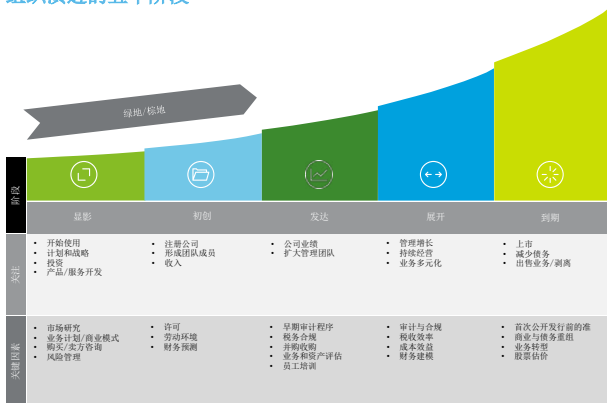 组织演进的五个阶段
绿地/棕地
阶段
显影
初创
发达
展开
到期
关注
• 开始使用
• 计划和战略
• 投资
• 产品/服务开发
• 注册公司
• 形成团队成员
• 收入
• 公司业绩
• 扩大管理团队
• 管理增长
• 持续经营
• 业务多元化
• 上市
• 减少债务
• 出售业务/剥离
关键因素
• 市场研究
• 业务计划/商业模式
• 购买/卖方咨询
• 风险管理
• 许可
• 劳动环境
• 财务预测
• 早期审计程序
• 税务合规
• 并购收购
• 业务和资产评估
• 员工培训
• 审计与合规
• 税收效率
• 成本效益
• 财务建模
• 首次公开发行前的准
• 商业与债务重组
• 业务转型
• 股票估价